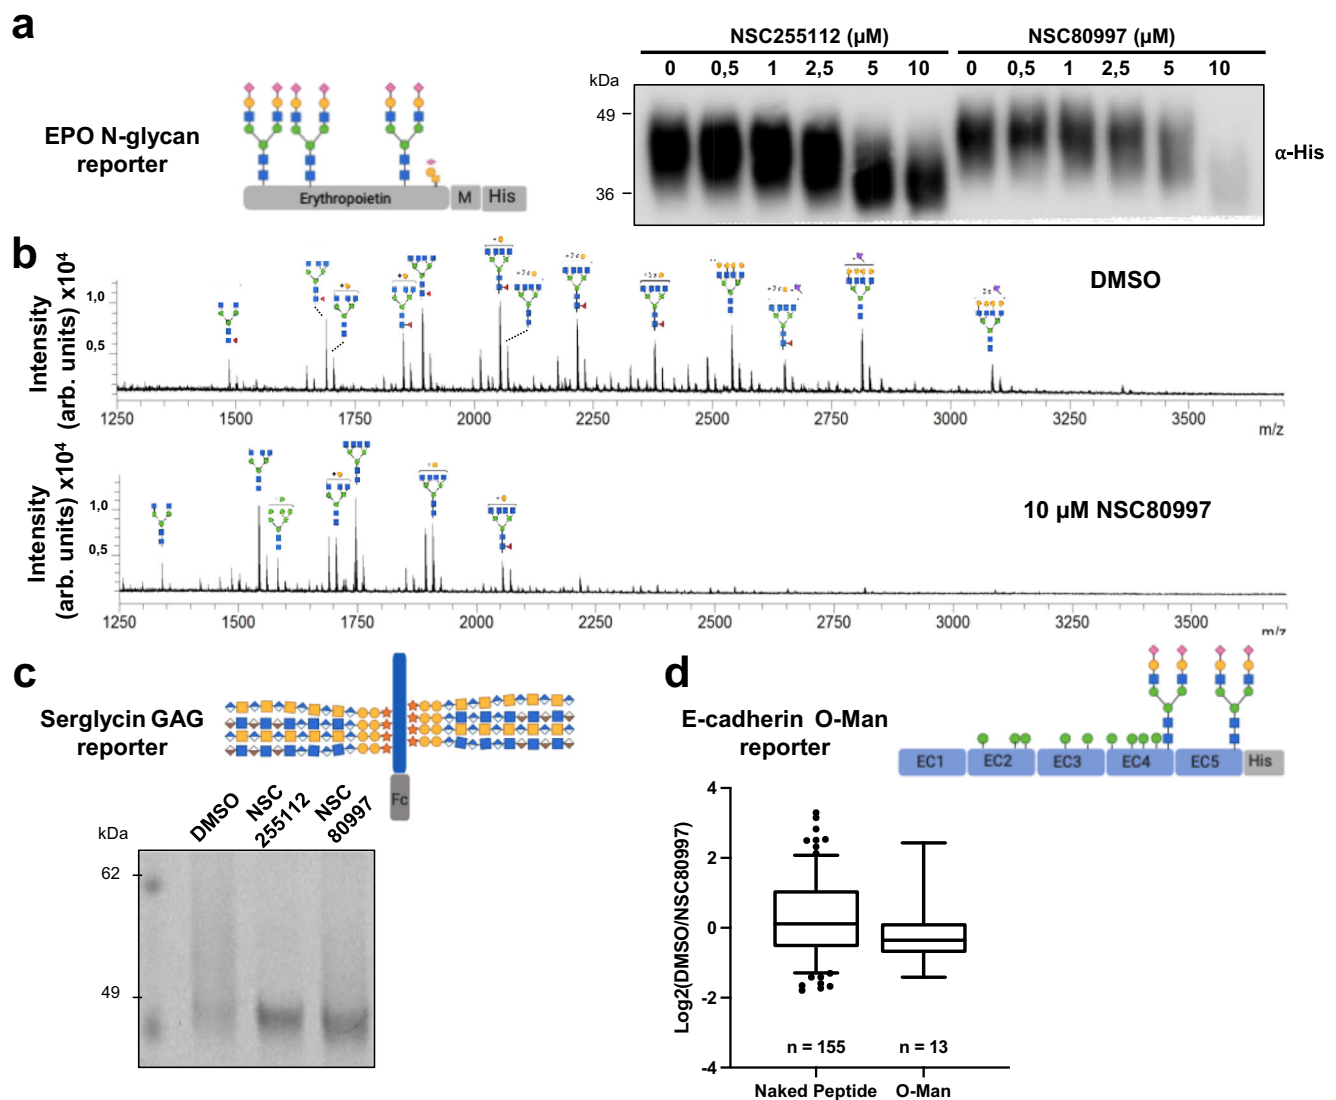 a
NSC255112 (µM)
NSC80997 (µM)
0 0,5 1 2,5 5 10 0 0,5 1 2,5 5 10
kDa
49
36
α-His
EPO N-glycan
reporter
Erythropoietin M His
b
DMSO
Intensity
(arb. units) x10⁴
1,0
0,5
1250 1500 1750 2000 2250 2500 2750 3000 3250 3500
m/z
10 µM NSC80997
Intensity
(arb. units) x10⁴
1,0
0,5
1250 1500 1750 2000 2250 2500 2750 3000 3250 3500
m/z
c
Serglycin GAG
reporter
Fc
DMSO
NSC
255112
NSC
80997
kDa
62
49
d
E-cadherin O-Man
reporter
EC1 EC2 EC3 EC4 EC5 His
Log2(DMSO/NSC80997)
4
2
0
-2
-4
n = 155 n = 13
Naked Peptide O-Man